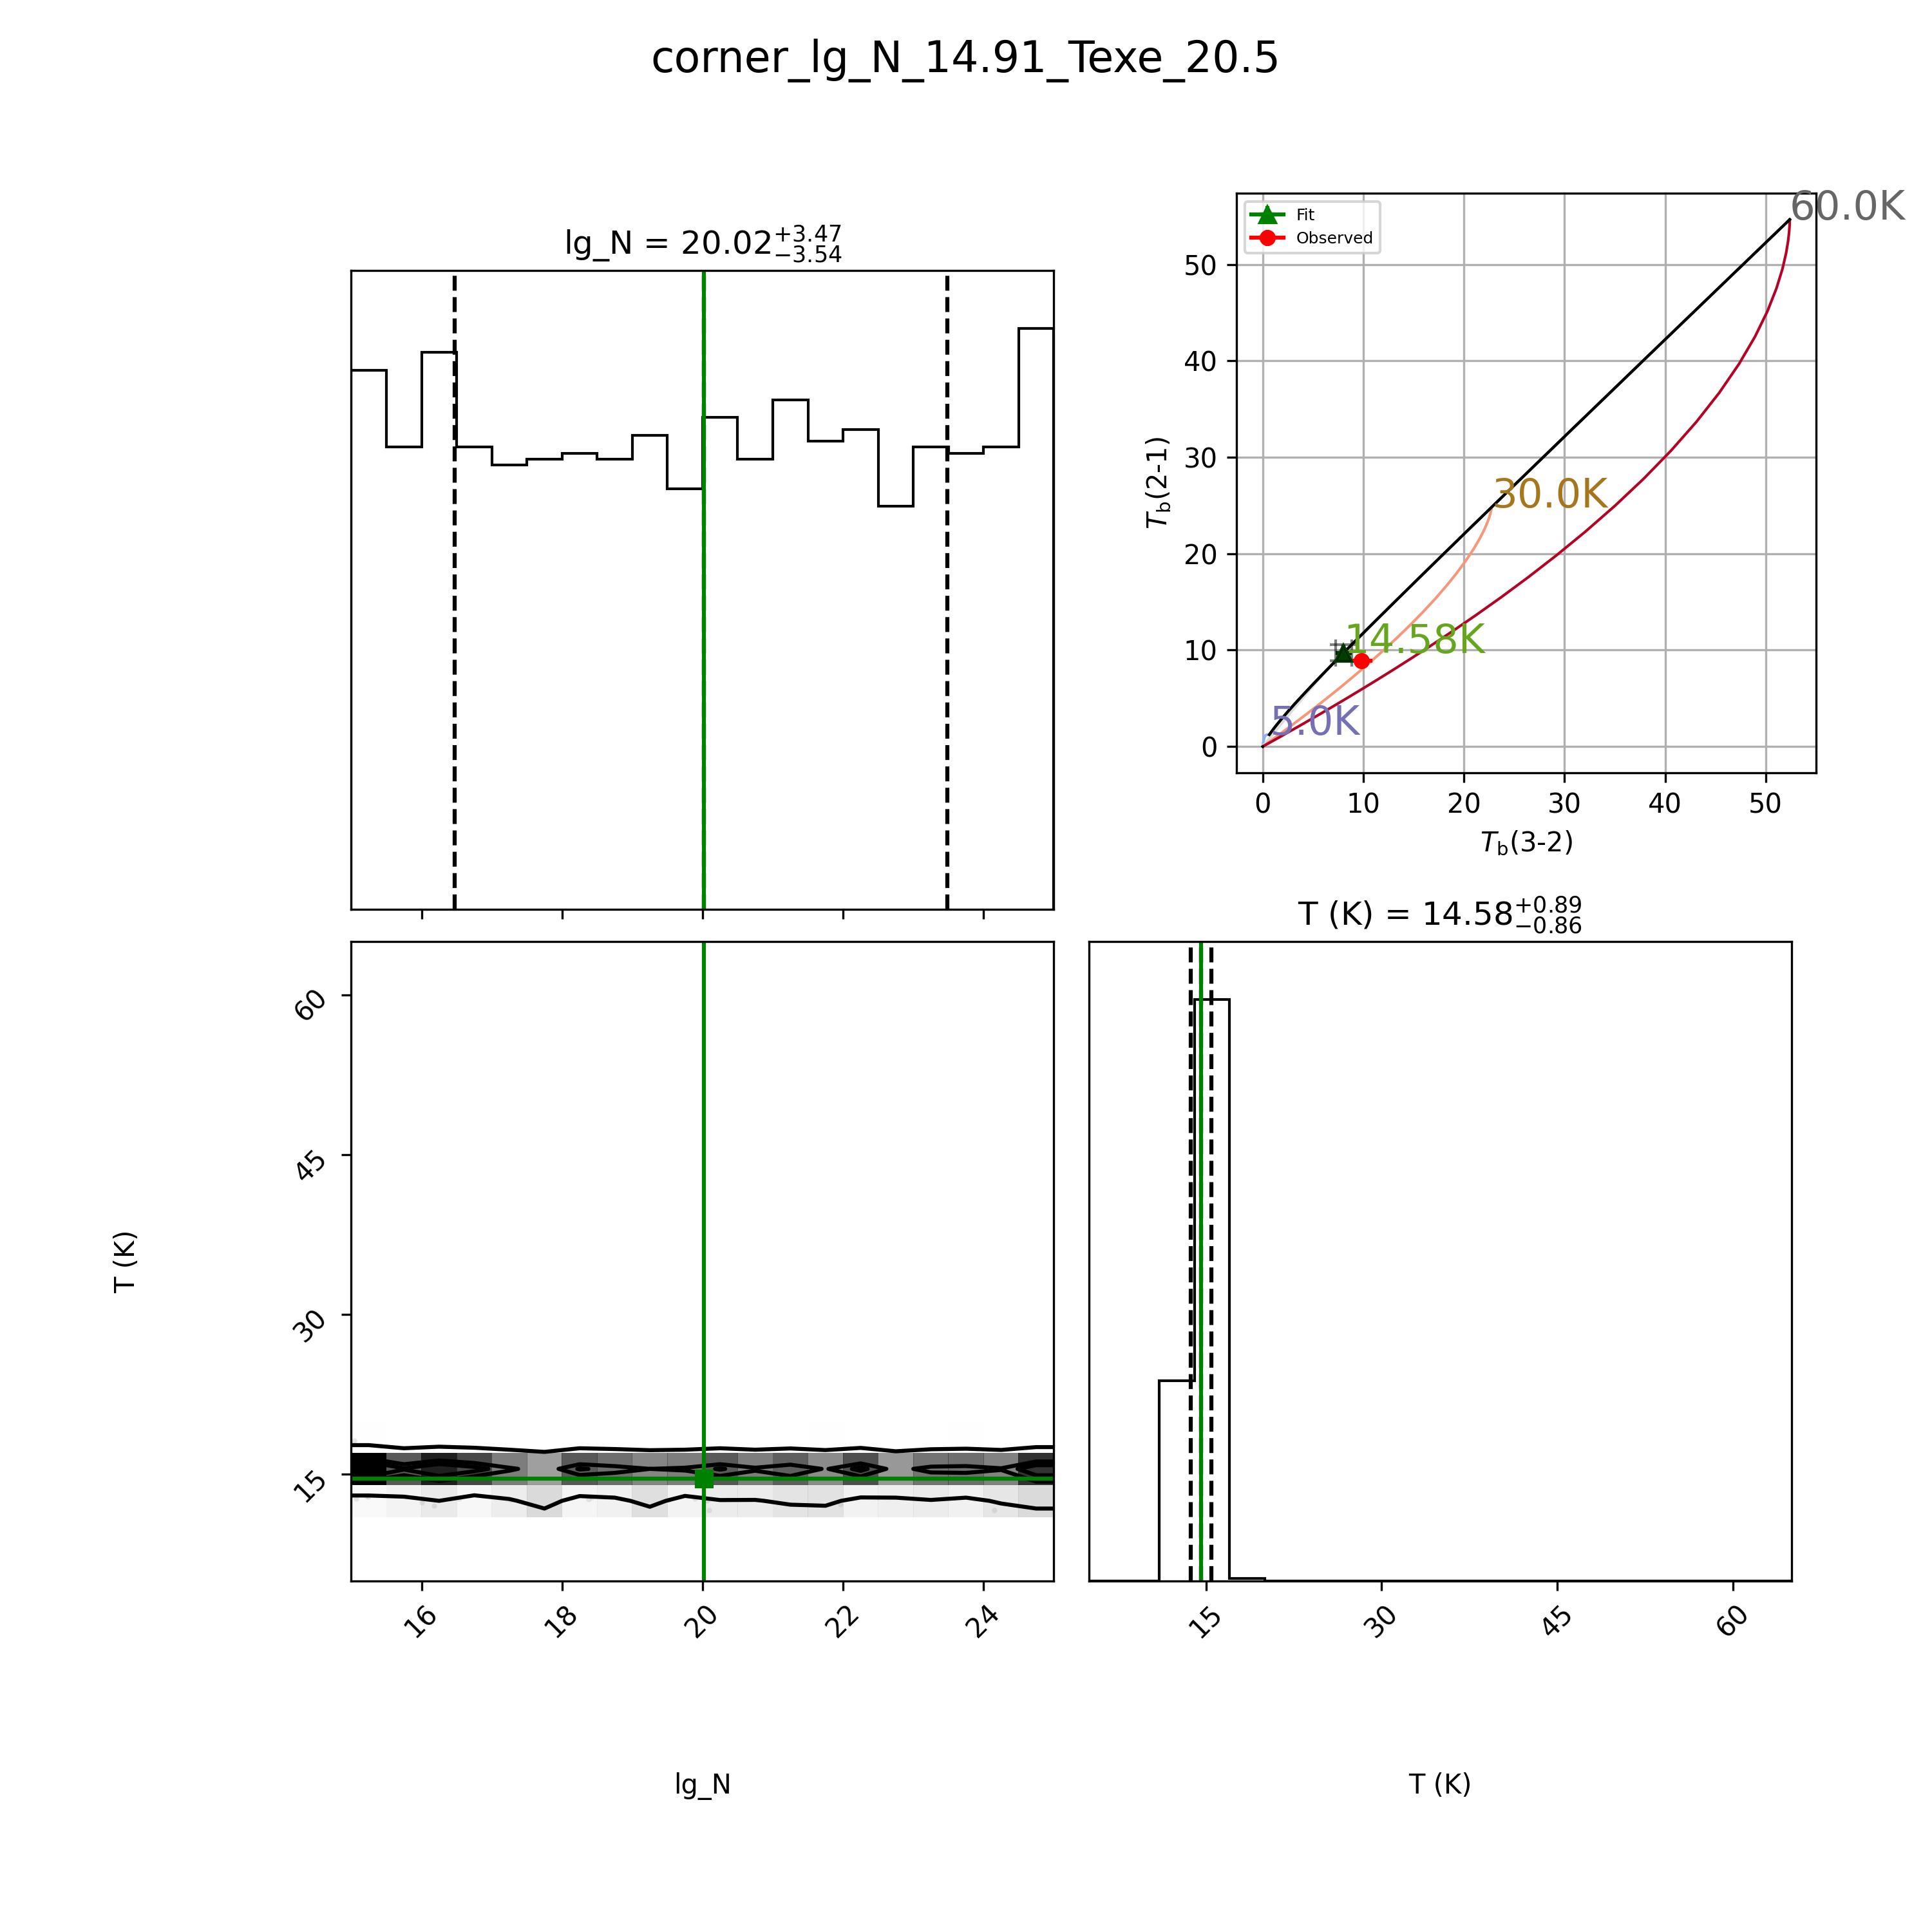 corner_lg_N_14.91_Texe_20.5
lg_N = 20.02+3.47 −3.54
60.0K
Fit
Observed
50
40
30
20
10
0
Tb(2-1)
30.0K
14.58K
5.0K
0 10 20 30 40 50
Tb(3-2)
T (K) = 14.58+0.89 −0.86
60
45
30
15
T (K)
16 18 20 22 24
15 30 45 60
lg_N
T (K)